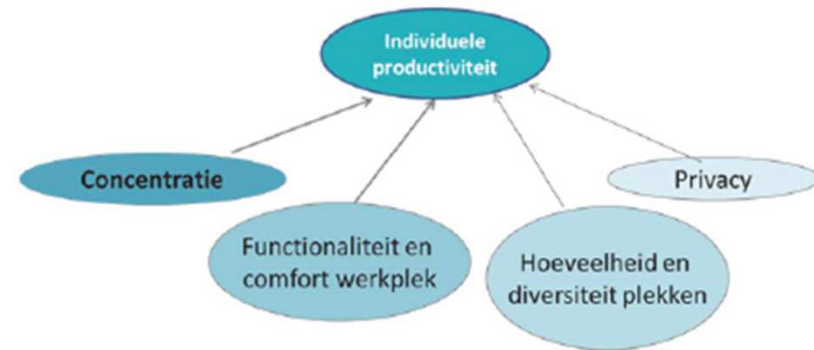 Individuele
productiviteit
Concentratie
Privacy
Functionaliteit en
comfort werkplek
Hoeveelheid en
diversiteit plekken